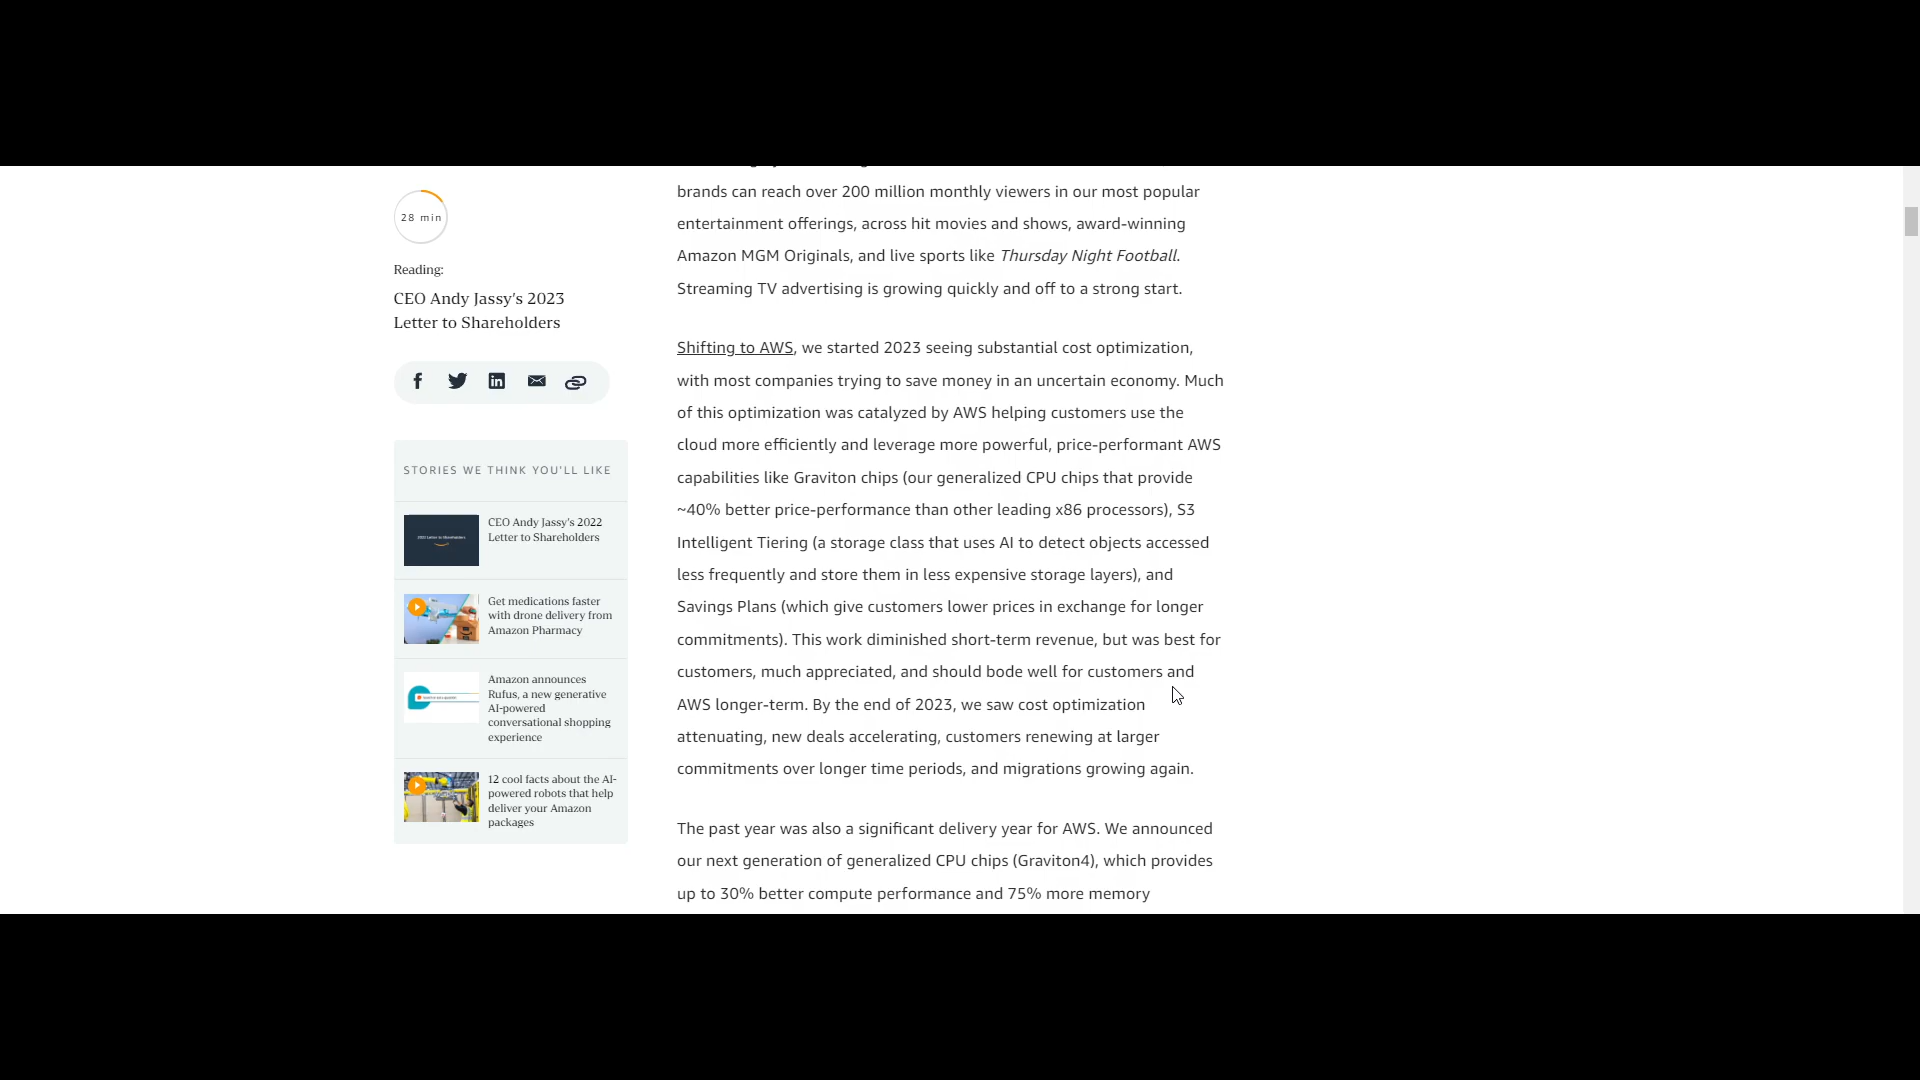 28 min
Reading:
CEO Andy Jassy's 2023
Letter to Shareholders
STORIES WE THINK YOU'LL LIKE
CEO Andy Jassy's 2022
Letter to Shareholders
Get medications faster
with drone delivery from
Amazon Pharmacy
Amazon announces
Rufus, a new generative
AI-powered
conversational shopping
experience
12 cool facts about the AI-
powered robots that help
deliver your Amazon
packages
brands can reach over 200 million monthly viewers in our most popular
entertainment offerings, across hit movies and shows, award-winning
Amazon MGM Originals, and live sports like Thursday Night Football.
Streaming TV advertising is growing quickly and off to a strong start.
Shifting to AWS, we started 2023 seeing substantial cost optimization,
with most companies trying to save money in an uncertain economy. Much
of this optimization was catalyzed by AWS helping customers use the
cloud more efficiently and leverage more powerful, price-performant AWS
capabilities like Graviton chips (our generalized CPU chips that provide
~40% better price-performance than other leading x86 processors), S3
Intelligent Tiering (a storage class that uses AI to detect objects accessed
less frequently and store them in less expensive storage layers), and
Savings Plans (which give customers lower prices in exchange for longer
commitments). This work diminished short-term revenue, but was best for
customers, much appreciated, and should bode well for customers and
AWS longer-term. By the end of 2023, we saw cost optimization
attenuating, new deals accelerating, customers renewing at larger
commitments over longer time periods, and migrations growing again.
The past year was also a significant delivery year for AWS. We announced
our next generation of generalized CPU chips (Graviton4), which provides
up to 30% better compute performance and 75% more memory